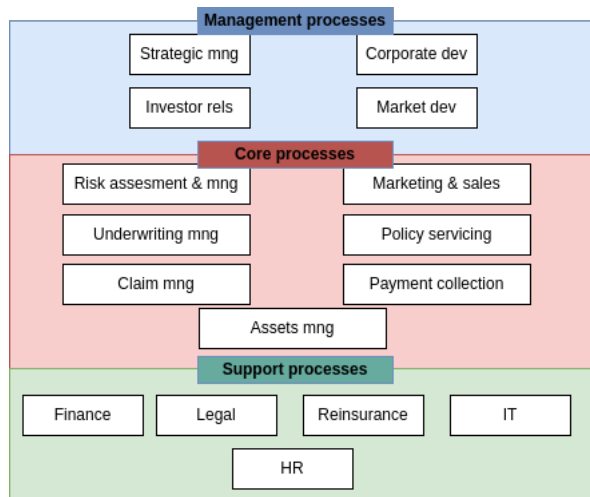 Management processes
Strategic mng
Corporate dev
Investor rels
Market dev
Core processes
Risk assesment & mng
Marketing & sales
Underwriting mng
Policy servicing
Claim mng
Payment collection
Assets mng
Support processes
Finance
Legal
Reinsurance
IT
HR